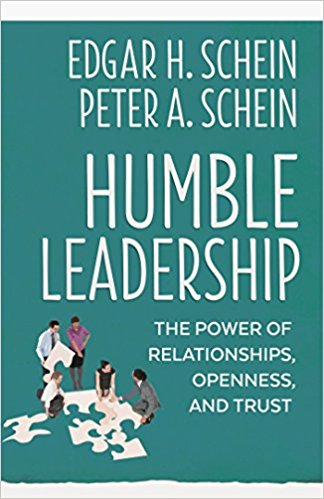 EDGAR H. SCHEIN
PETER A. SCHEIN
HUMBLE
LEADERSHIP
THE POWER OF
RELATIONSHIPS,
OPENNESS,
AND TRUST